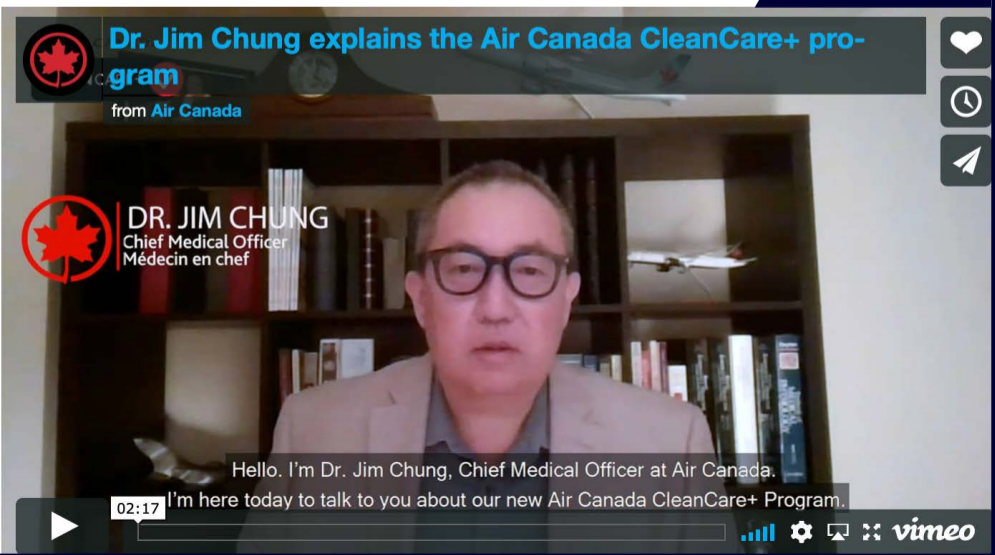 Dr. Jim Chung explains the Air Canada CleanCare+ pro-
gram
from Air Canada
DR. JIM CHUNG
Chief Medical Officer
Médecin en chef
Hello. I'm Dr. Jim Chung, Chief Medical Officer at Air Canada.
I'm here today to talk to you about our new Air Canada CleanCare+ Program.
02:17
vimeo